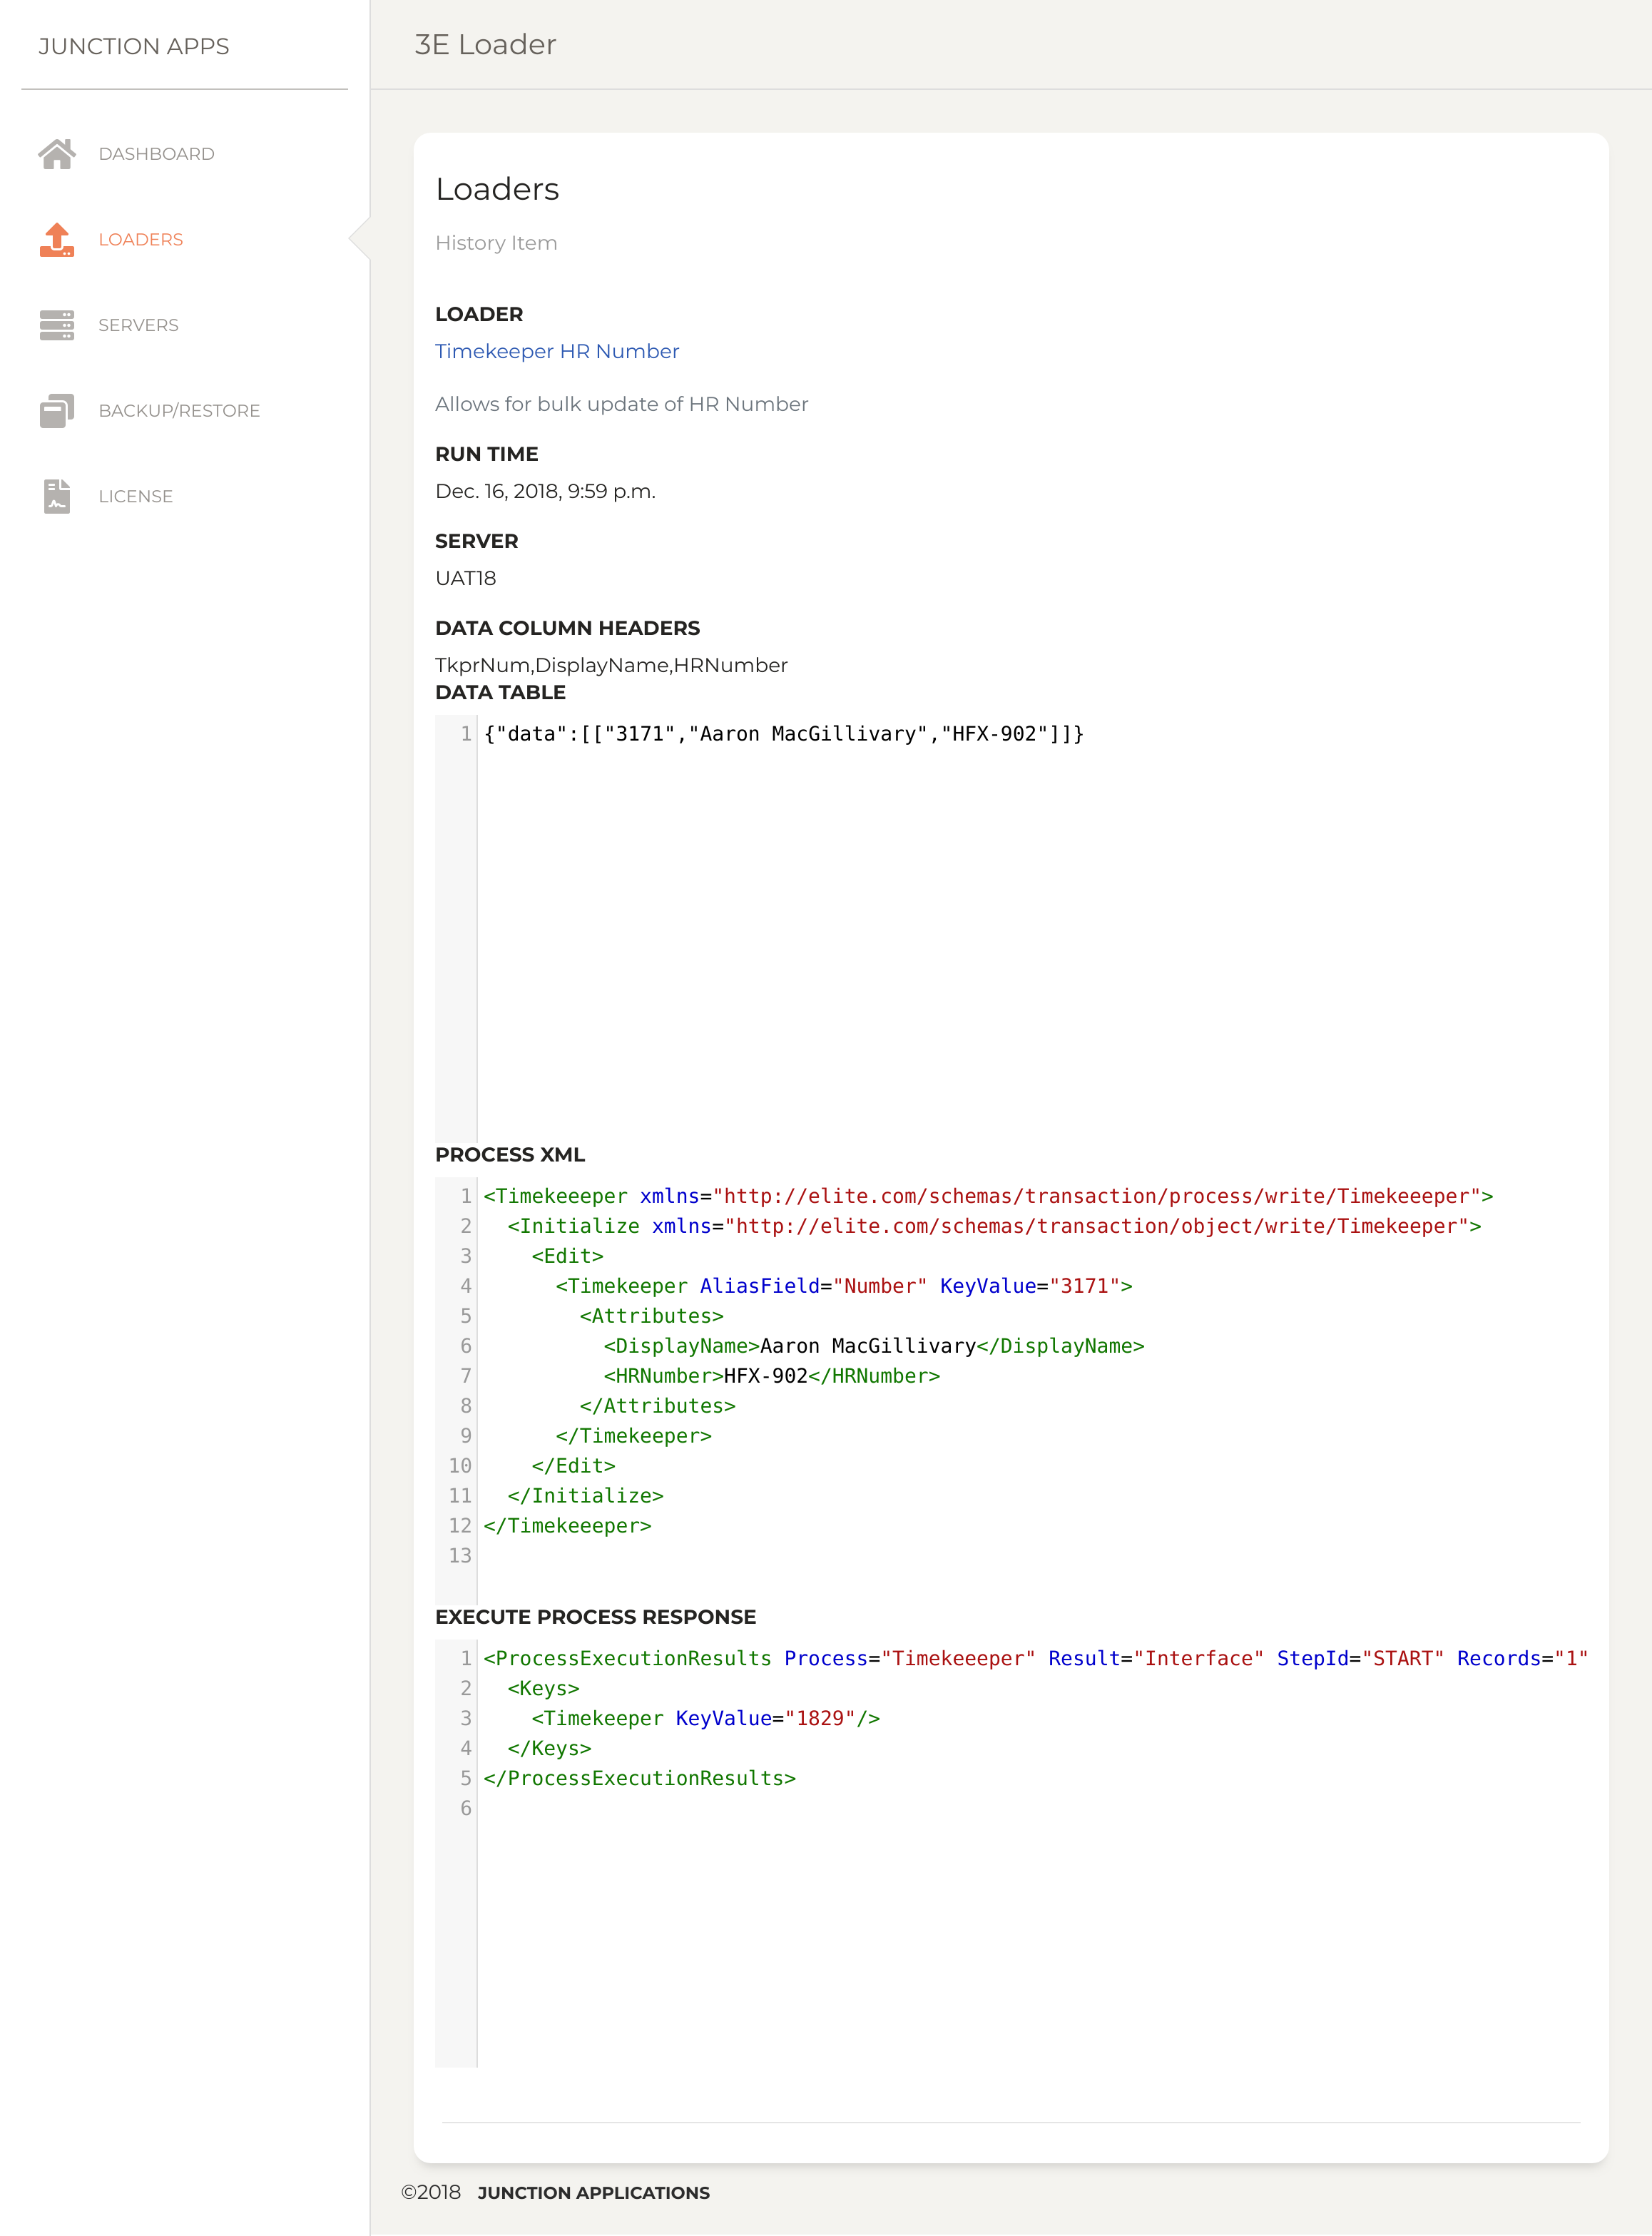 JUNCTION APPS
3E Loader
DASHBOARD
LOADERS
SERVERS
BACKUP/RESTORE
LICENSE
Loaders
History Item
LOADER
Timekeeper HR Number
Allows for bulk update of HR Number
RUN TIME
Dec. 16, 2018, 9:59 p.m.
SERVER
UAT18
DATA COLUMN HEADERS
TkprNum,DisplayName,HRNumber
DATA TABLE
1 {"data":[["3171","Aaron MacGillivary","HFX-902"]]}
PROCESS XML
1 <Timekeeeper xmlns="http://elite.com/schemas/transaction/process/write/Timekeeeper">
2   <Initialize xmlns="http://elite.com/schemas/transaction/object/write/Timekeeper">
3     <Edit>
4       <Timekeeper AliasField="Number" KeyValue="3171">
5         <Attributes>
6           <DisplayName>Aaron MacGillivary</DisplayName>
7           <HRNumber>HFX-902</HRNumber>
8         </Attributes>
9       </Timekeeper>
10     </Edit>
11   </Initialize>
12 </Timekeeeper>
13
EXECUTE PROCESS RESPONSE
1 <ProcessExecutionResults Process="Timekeeeper" Result="Interface" StepId="START" Records="1"
2   <Keys>
3     <Timekeeper KeyValue="1829"/>
4   </Keys>
5 </ProcessExecutionResults>
6
©2018 JUNCTION APPLICATIONS